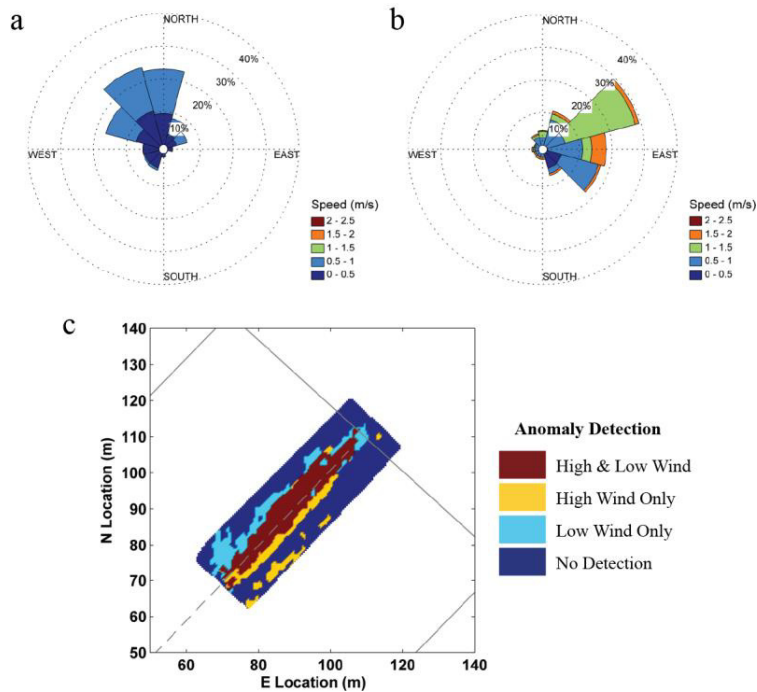 a
NORTH
40%
30%
20%
10%
WEST
EAST
SOUTH
Speed (m/s)
2 - 2.5
1.5 - 2
1 - 1.5
0.5 - 1
0 - 0.5
b
NORTH
40%
30%
20%
10%
WEST
EAST
SOUTH
Speed (m/s)
2 - 2.5
1.5 - 2
1 - 1.5
0.5 - 1
0 - 0.5
c
140
130
120
110
100
90
80
70
60
50
N Location (m)
60
80
100
120
140
E Location (m)
Anomaly Detection
High & Low Wind
High Wind Only
Low Wind Only
No Detection